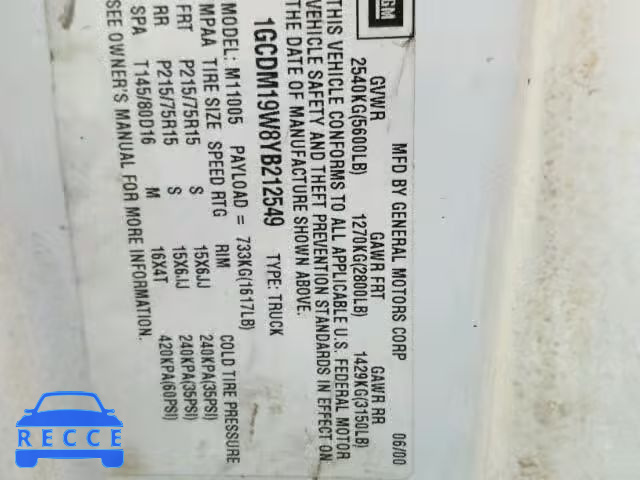 GM
MFD BY GENERAL MOTORS CORP 06/00
GVWR GAWR FRT GAWR RR
2540KG(5600LB) 1270KG(2800LB) 1429KG(3150LB)
THIS VEHICLE CONFORMS TO ALL APPLICABLE U.S. FEDERAL MOTOR
VEHICLE SAFETY AND THEFT PREVENTION STANDARDS IN EFFECT ON
THE DATE OF MANUFACTURE SHOWN ABOVE.
1GCDM19W8YB212549 TYPE: TRUCK
MODEL: M11005 PAYLOAD = 733KG(1617LB)
MPAA TIRE SIZE SPEED RTG RIM COLD TIRE PRESSURE
FRT P215/75R15 S 15X6JJ 240KPA(35PSI)
RR P215/75R15 S 15X6JJ 240KPA(35PSI)
SPA T145/80D16 M 16X4T 420KPA(60PSI)
SEE OWNER'S MANUAL FOR MORE INFORMATION.
RECCE